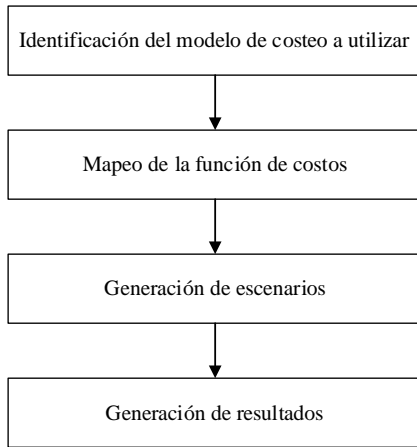 Identificación del modelo de costeo a utilizar
Mapeo de la función de costos
Generación de escenarios
Generación de resultados